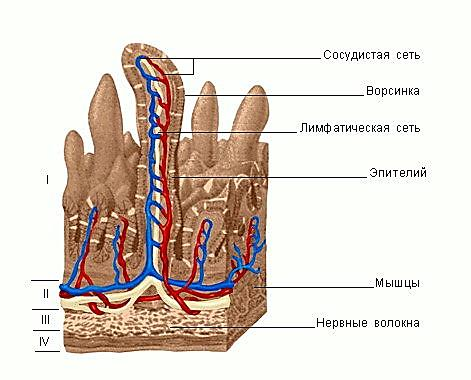 Сосудистая сеть
Ворсинка
Лимфатическая сеть
Эпителий
I
Мышцы
II
III
Нервные волокна
IV